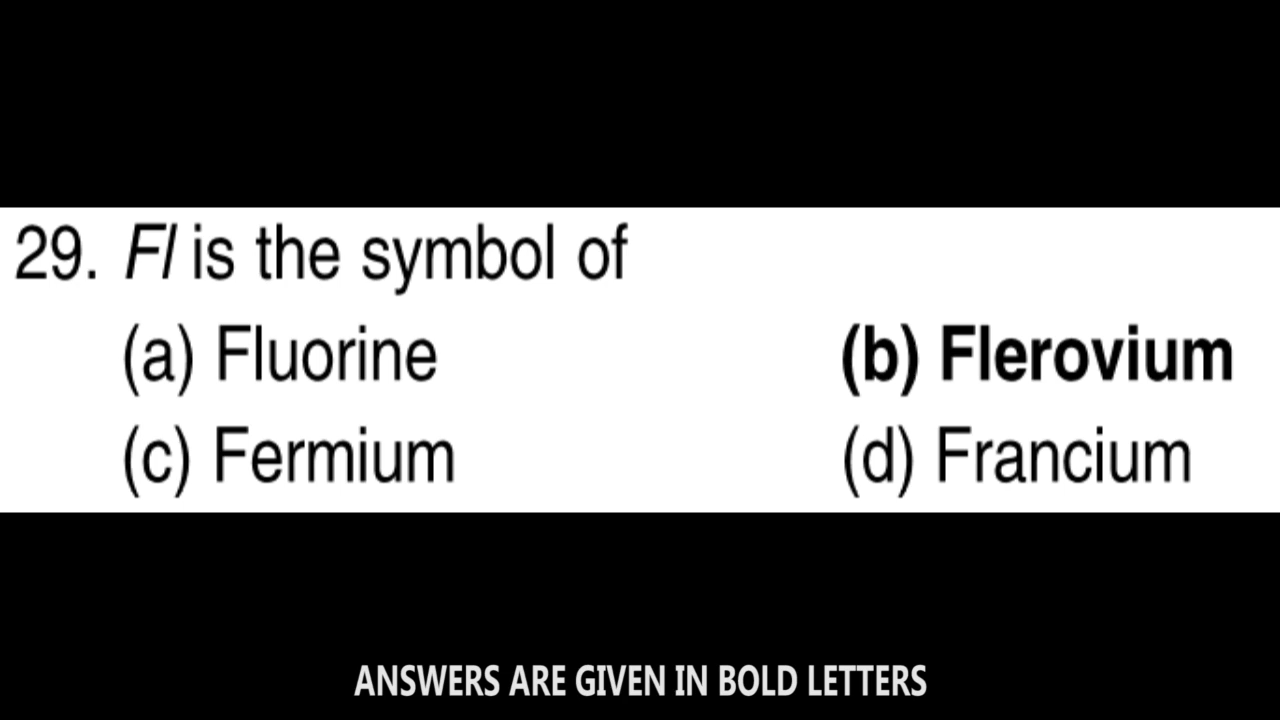 29. Fl is the symbol of
(a) Fluorine (b) Flerovium
(c) Fermium (d) Francium
ANSWERS ARE GIVEN IN BOLD LETTERS